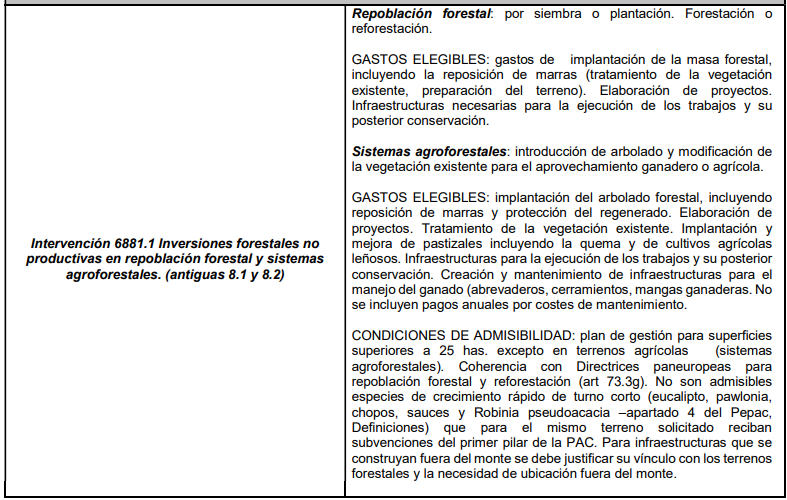 Intervención 6881.1 Inversiones forestales no
productivas en repoblación forestal y sistemas
agroforestales. (antiguas 8.1 y 8.2)
Repoblación forestal: por siembra o plantación. Forestación o
reforestación.
GASTOS ELEGIBLES: gastos de implantación de la masa forestal,
incluyendo la reposición de marras (tratamiento de la vegetación
existente, preparación del terreno). Elaboración de proyectos.
Infraestructuras necesarias para la ejecución de los trabajos y su
posterior conservación.
Sistemas agroforestales: introducción de arbolado y modificación de
la vegetación existente para el aprovechamiento ganadero o agrícola.
GASTOS ELEGIBLES: implantación del arbolado forestal, incluyendo
reposición de marras y protección del regenerado. Elaboración de
proyectos. Tratamiento de la vegetación existente. Implantación y
mejora de pastizales incluyendo la quema y de cultivos agrícolas
leñosos. Infraestructuras para la ejecución de los trabajos y su posterior
conservación. Creación y mantenimiento de infraestructuras para el
manejo del ganado (abrevaderos, cerramientos, mangas ganaderas. No
se incluyen pagos anuales por costes de mantenimiento.
CONDICIONES DE ADMISIBILIDAD: plan de gestión para superficies
superiores a 25 has. excepto en terrenos agrícolas (sistemas
agroforestales). Coherencia con Directrices paneuropeas para
repoblación forestal y reforestación (art 73.3g). No son admisibles
especies de crecimiento rápido de turno corto (eucalipto, pawlonia,
chopos, sauces y Robinia pseudoacacia –apartado 4 del Pepac,
Definiciones) que para el mismo terreno solicitado reciban
subvenciones del primer pilar de la PAC. Para infraestructuras que se
construyan fuera del monte se debe justificar su vínculo con los terrenos
forestales y la necesidad de ubicación fuera del monte.